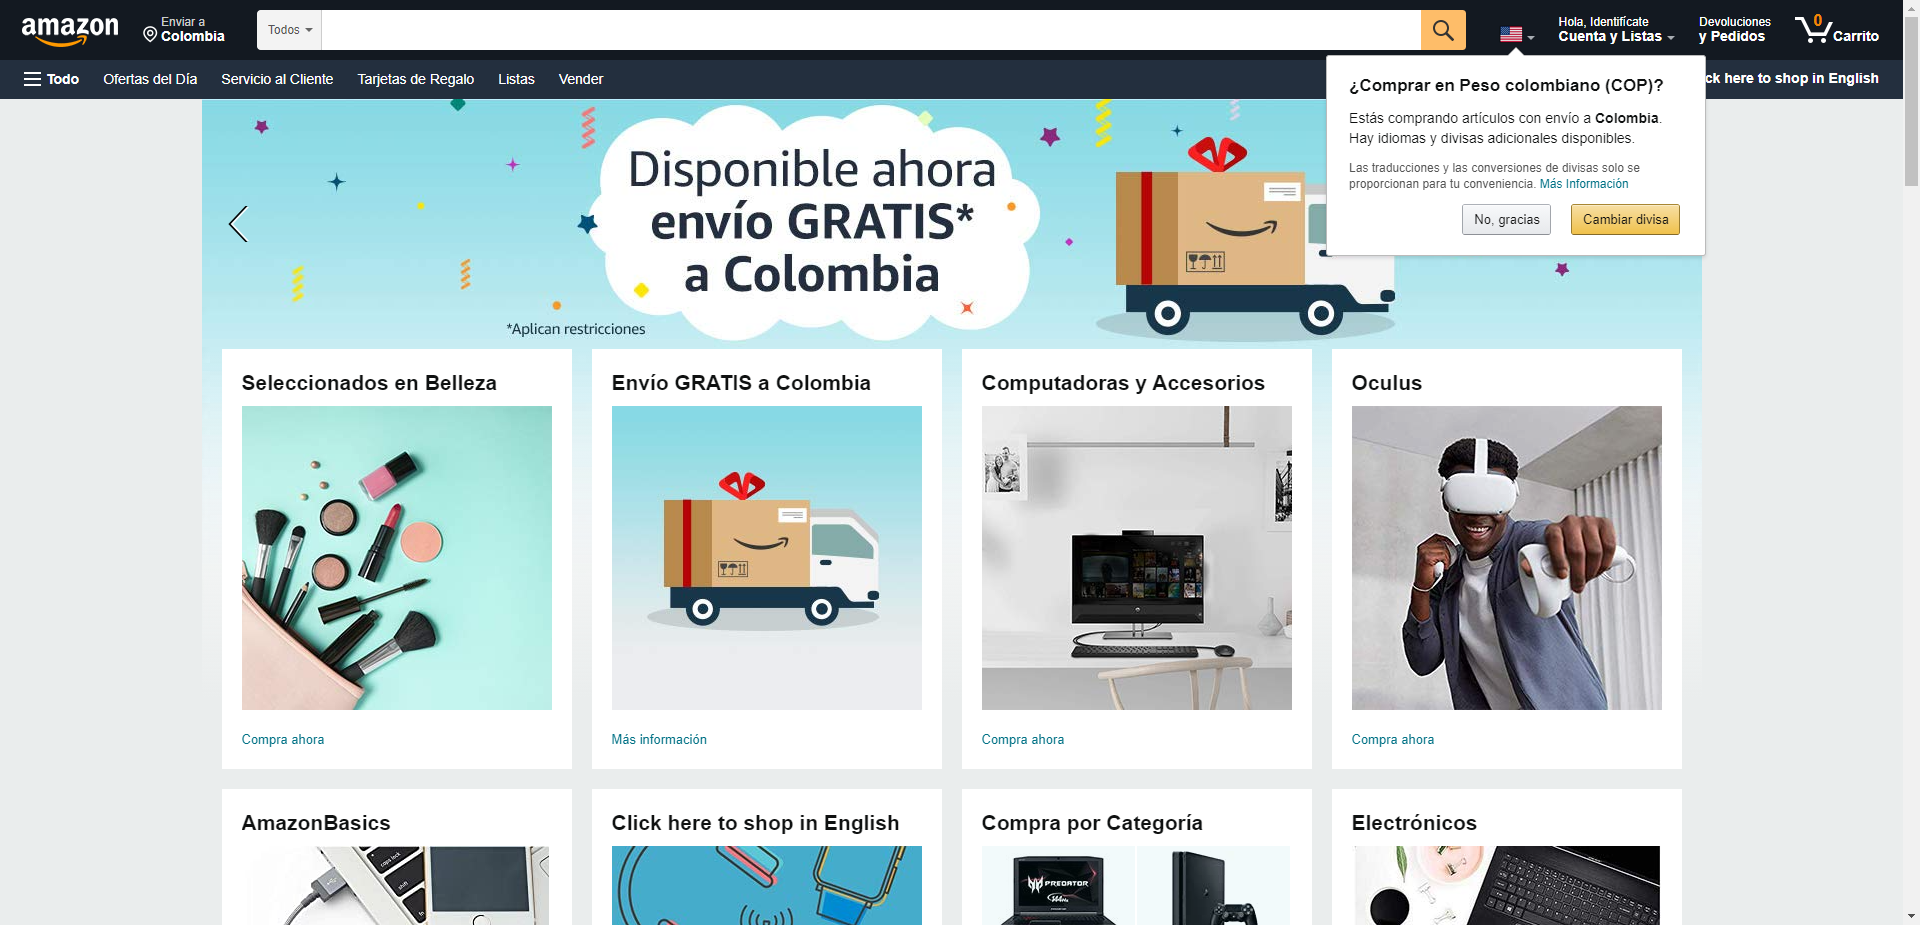 amazon
Enviar a
Colombia
Todos
Hola, Identifícate
Cuenta y Listas
Devoluciones
y Pedidos
0
Carrito
Todo
Ofertas del Día
Servicio al Cliente
Tarjetas de Regalo
Listas
Vender
ck here to shop in English
¿Comprar en Peso colombiano (COP)?
Estás comprando artículos con envío a Colombia.
Hay idiomas y divisas adicionales disponibles.
Las traducciones y las conversiones de divisas solo se
proporcionan para tu conveniencia. Más Información
No, gracias
Cambiar divisa
Disponible ahora
envío GRATIS*
a Colombia
*Aplican restricciones
Seleccionados en Belleza
Compra ahora
Envío GRATIS a Colombia
Más información
Computadoras y Accesorios
Compra ahora
Oculus
Compra ahora
AmazonBasics
caps lock
shift
fn
Click here to shop in English
Compra por Categoría
PREDATOR
Electrónicos